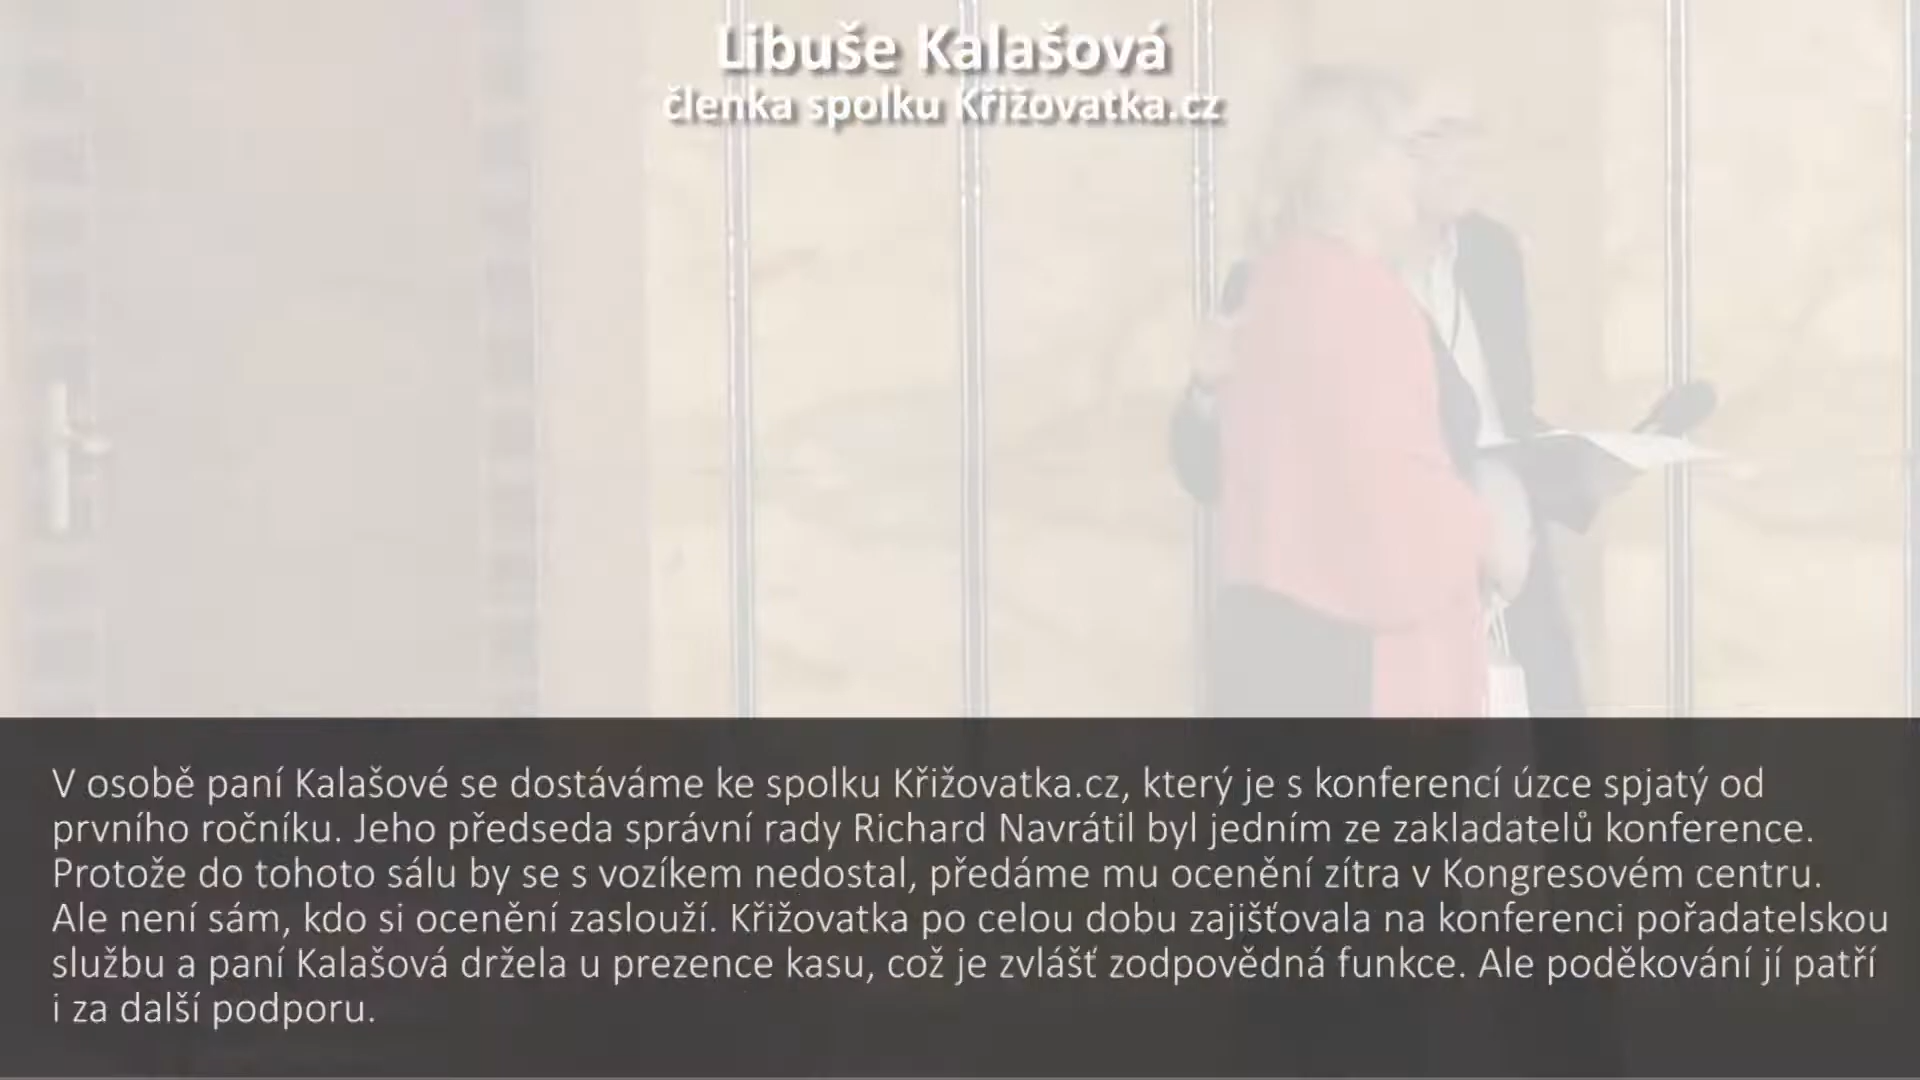 Libuše Kalašová
členka spolku Křižovatka.cz
V osobě paní Kalašové se dostáváme ke spolku Křižovatka.cz, který je s konferencí úzce spjatý od
prvního ročníku. Jeho předseda správní rady Richard Navrátil byl jedním ze zakladatelů konference.
Protože do tohoto sálu by se s vozíkem nedostal, předáme mu ocenění zítra v Kongresovém centru.
Ale není sám, kdo si ocenění zaslouží. Křižovatka po celou dobu zajišťovala na konferenci pořadatelskou
službu a paní Kalašová držela u prezence kasu, což je zvlášť zodpovědná funkce. Ale poděkování jí patří
i za další podporu.